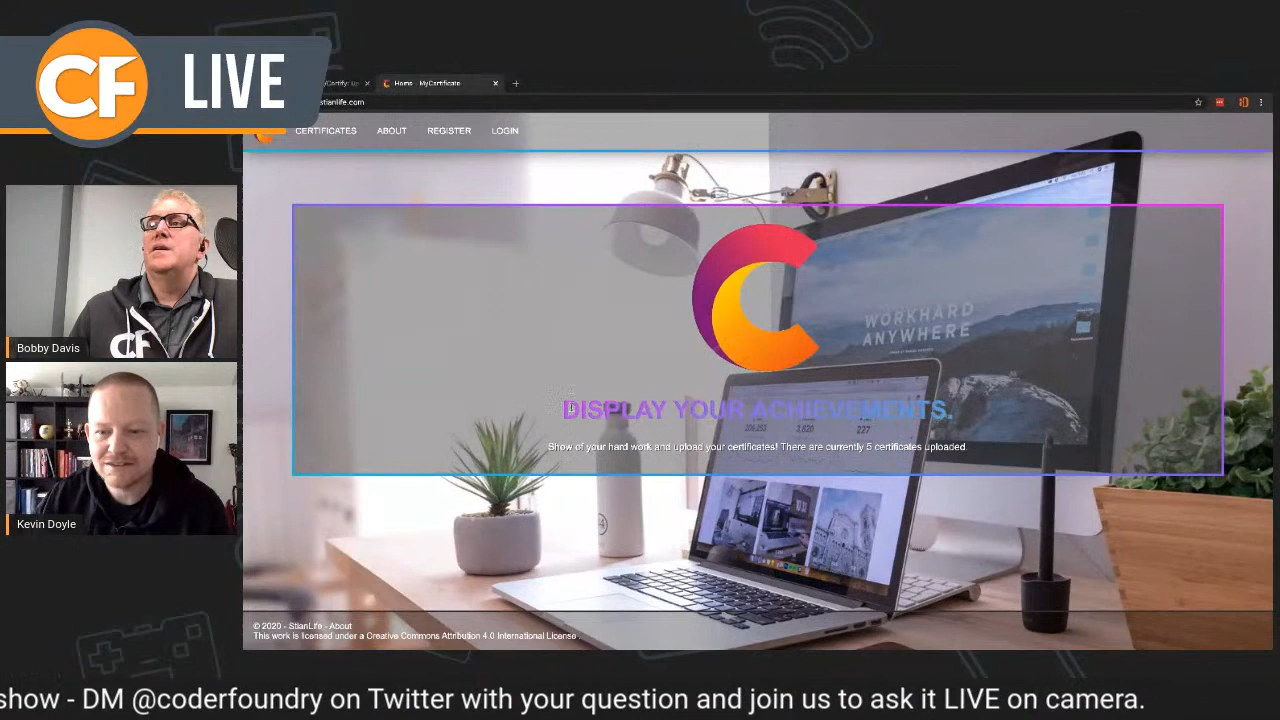 CF LIVE
Home - MyCertificate
stianlife.com
CERTIFICATES ABOUT REGISTER LOGIN
WORKHARD
ANYWHERE
DISPLAY YOUR ACHIEVEMENTS.
Show of your hard work and upload your certificates! There are currently 5 certificates uploaded.
Bobby Davis
CF
Kevin Doyle
© 2020 - StianLife - About
This work is licensed under a Creative Commons Attribution 4.0 International License
show - DM @coderfoundry on Twitter with your question and join us to ask it LIVE on camera.